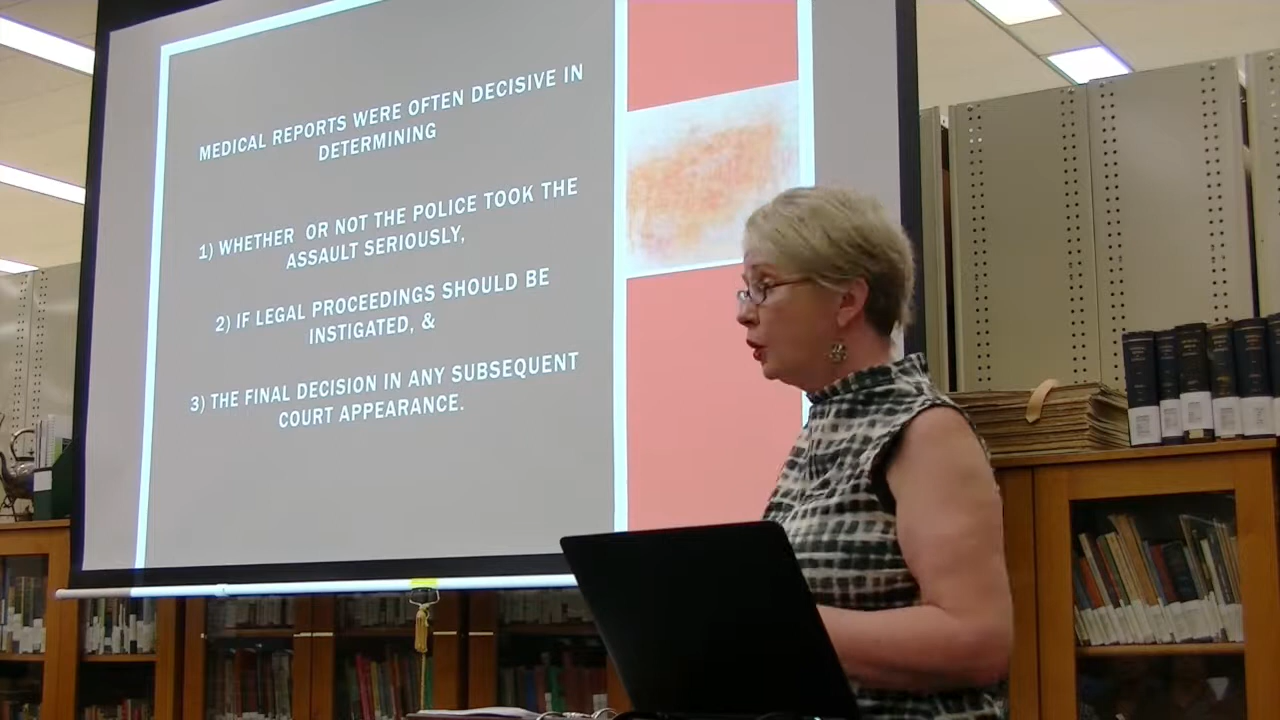 MEDICAL REPORTS WERE OFTEN DECISIVE IN
DETERMINING
1) WHETHER OR NOT THE POLICE TOOK THE
ASSAULT SERIOUSLY,
2) IF LEGAL PROCEEDINGS SHOULD BE
INSTIGATED, &
3) THE FINAL DECISION IN ANY SUBSEQUENT
COURT APPEARANCE.